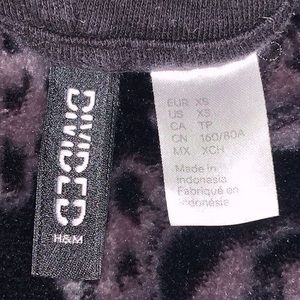 DIVIDED
H&M
EUR XS
US XS
CA TP
CN 160/80A
MX XCH
Made in
Indonesia
Fabriqué en
Indonésie